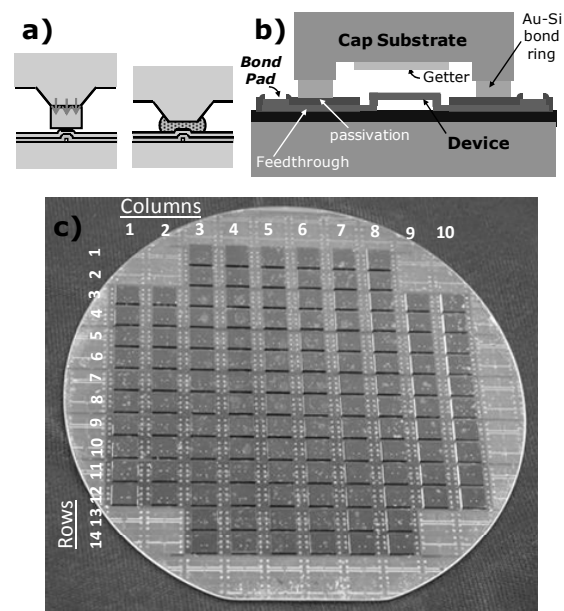 a)
b)
Au-Si
bond
ring
Cap Substrate
Bond
Pad
Getter
passivation
Device
Feedthrough
c)
Columns
1 2 3 4 5 6 7 8 9 10
Rows
1
2
3
4
5
6
7
8
9
10
11
12
13
14